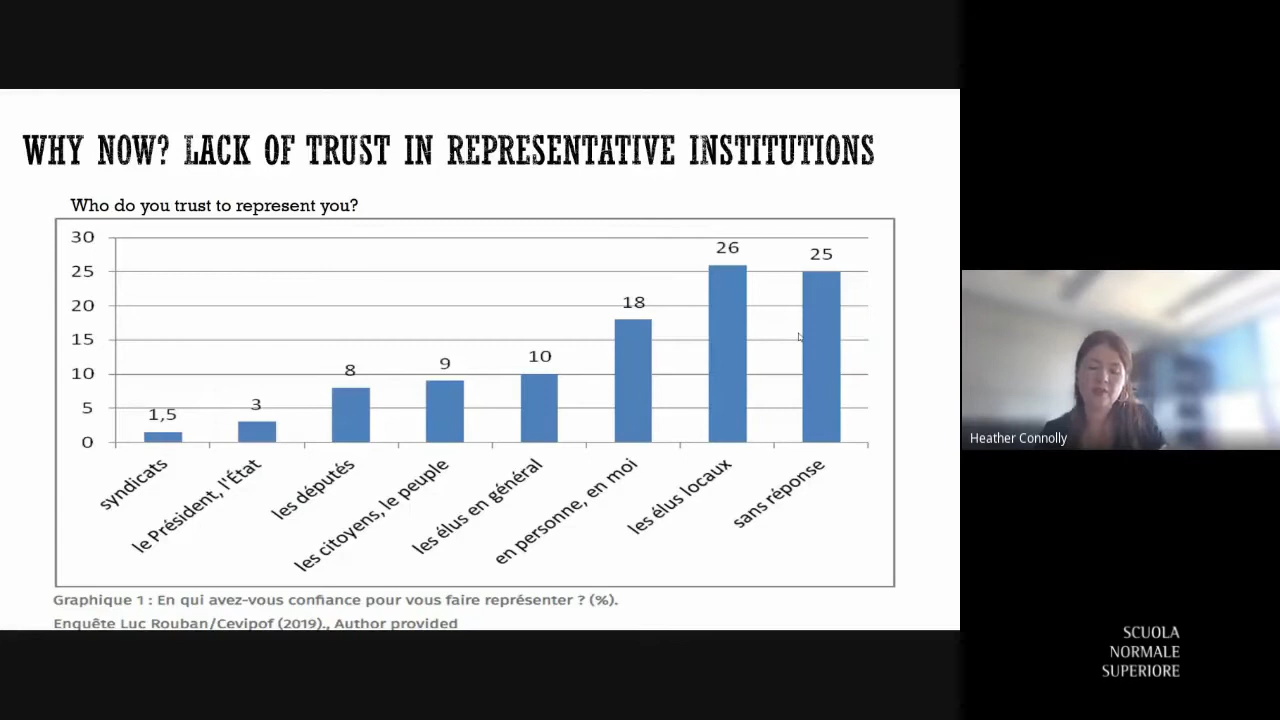 WHY NOW? LACK OF TRUST IN REPRESENTATIVE INSTITUTIONS
Who do you trust to represent you?
30
25
20
15
10
5
0
1,5
3
8
9
10
18
26
25
syndicats
le Président, l'État
les députés
les citoyens, le peuple
les élus en général
en personne, en moi
les élus locaux
sans réponse
Graphique 1 : En qui avez-vous confiance pour vous faire représenter ? (%).
Enquête Luc Rouban/Cevipof (2019)., Author provided
Heather Connolly
SCUOLA
NORMALE
SUPERIORE